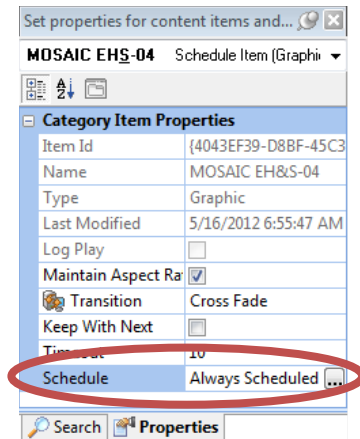 Set properties for content items and...
MOSAIC EHS-04 Schedule Item (Graphi
Category Item Properties
Item Id {4043EF39-D8BF-45C3
Name MOSAIC EH&S-04
Type Graphic
Last Modified 5/16/2012 6:55:47 AM
Log Play
Maintain Aspect Ra
Transition Cross Fade
Keep With Next
Timeout 10
Schedule Always Scheduled ...
Search Properties